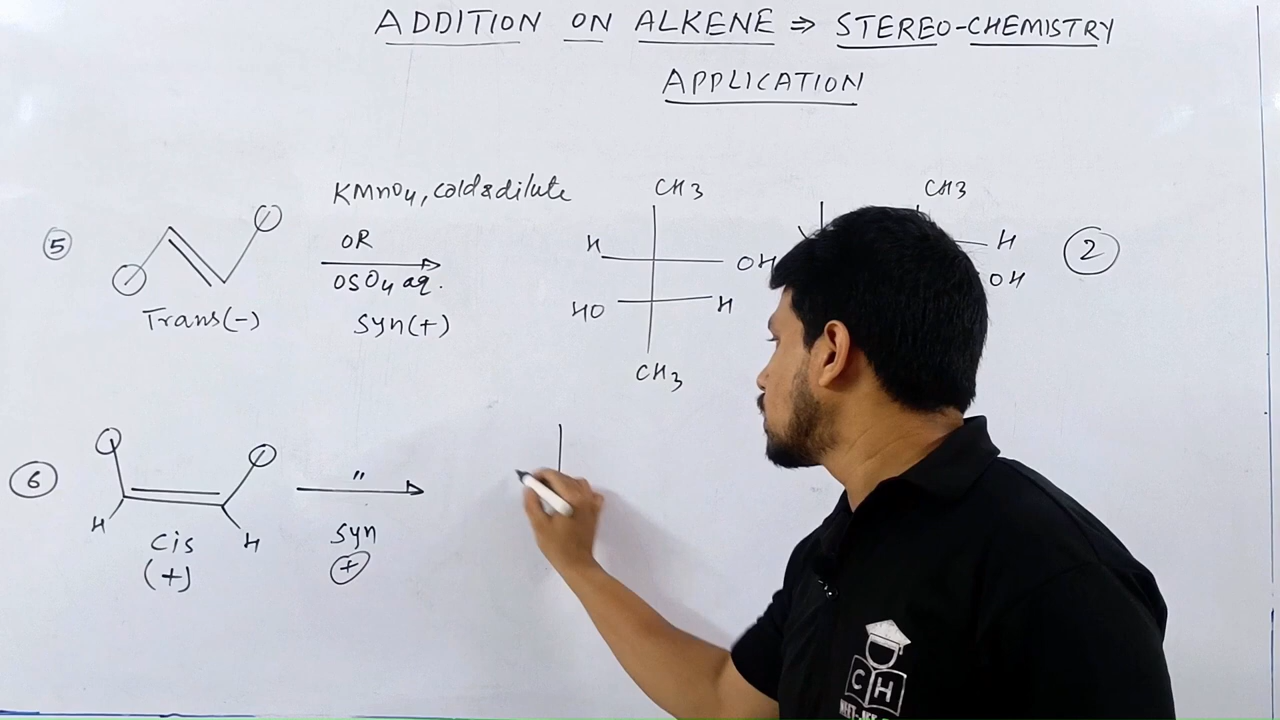 ADDITION ON ALKENE ⇒ STEREO-CHEMISTRY
APPLICATION
5
Trans(-)
KMnO4, cold & dilute
OR
OSO4 aq.
Syn(+)
CH3
H OH
HO H
CH3
CH3
H
OH
2
6
H H
Cis
(+)
"
Syn
+
C H